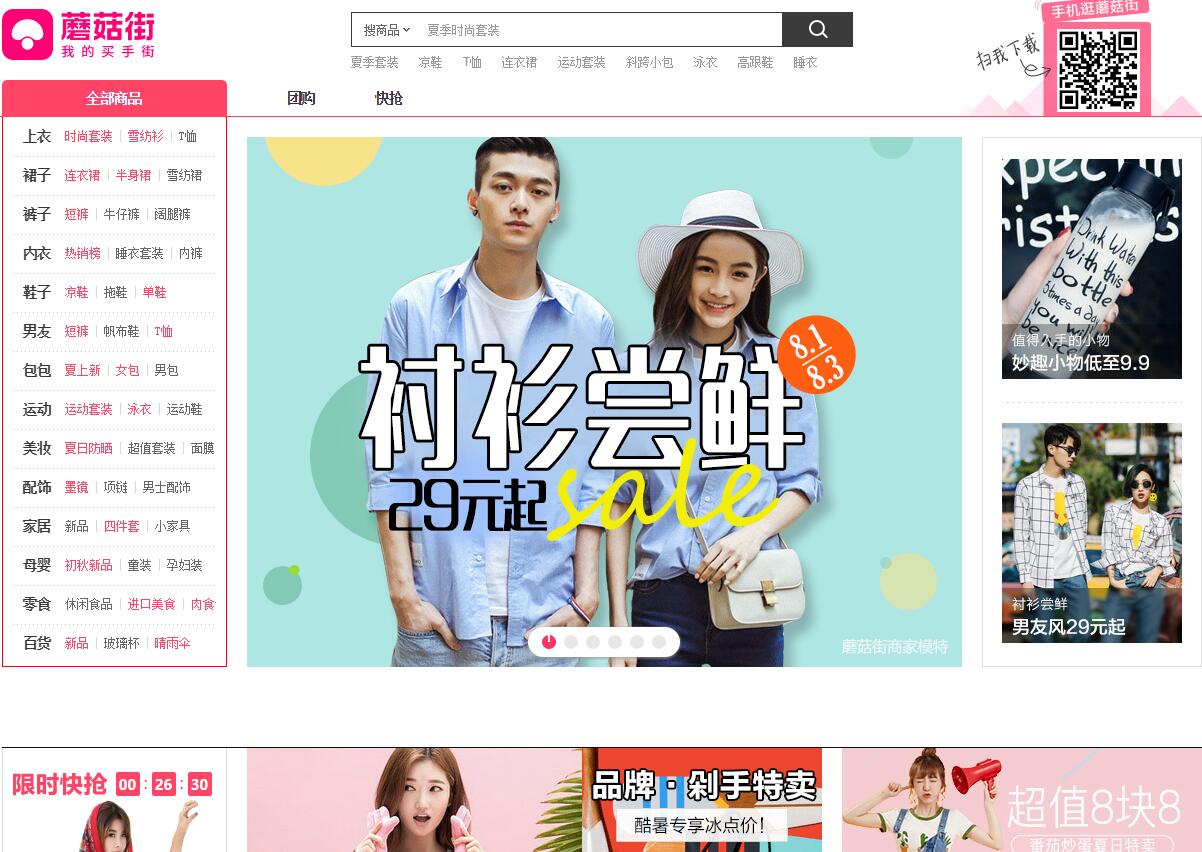 蘑菇街
我的买手街
搜商品
夏季时尚套装
夏季套装 凉鞋 T恤 连衣裙 运动套装 斜跨小包 泳衣 高跟鞋 睡衣
手机逛蘑菇街
扫我下载
全部商品 团购 快抢
上衣 时尚套装 雪纺衫 T恤
裙子 连衣裙 半身裙 雪纺裙
裤子 短裤 牛仔裤 阔腿裤
内衣 热销榜 睡衣套装 内裤
鞋子 凉鞋 拖鞋 单鞋
男友 短裤 帆布鞋 T恤
包包 夏上新 女包 男包
运动 运动套装 泳衣 运动鞋
美妆 夏日防晒 超值套装 面膜
配饰 墨镜 项链 男士配饰
家居 新品 四件套 小家具
母婴 初秋新品 童装 孕妇装
零食 休闲食品 进口美食 肉食
百货 新品 玻璃杯 晴雨伞
8.1
8.3
衬衫尝鲜
29元起
sale
蘑菇街商家模特
Drink Water
With this
bottle
5times a day
you will
be
值得入手的小物
妙趣小物低至9.9
衬衫尝鲜
男友风29元起
限时快抢 00 : 26 : 30
品牌·剁手特卖
酷暑专享冰点价!
超值8块8
番茄炒蛋夏日特卖